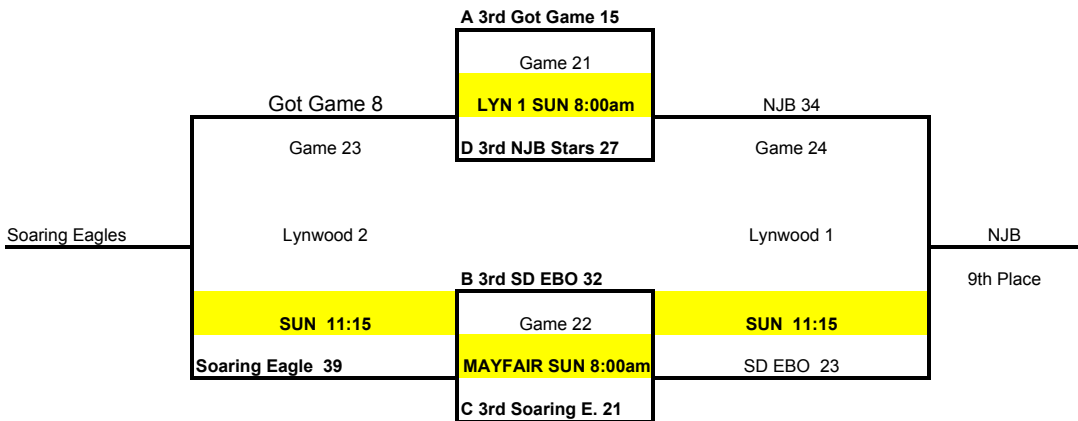 A 3rd Got Game 15
Game 21
Got Game 8
LYN 1 SUN 8:00am
NJB 34
Game 23
D 3rd NJB Stars 27
Game 24
Soaring Eagles
Lynwood 2
Lynwood 1
NJB
B 3rd SD EBO 32
9th Place
SUN 11:15
Game 22
SUN 11:15
Soaring Eagle 39
MAYFAIR SUN 8:00am
SD EBO 23
C 3rd Soaring E. 21